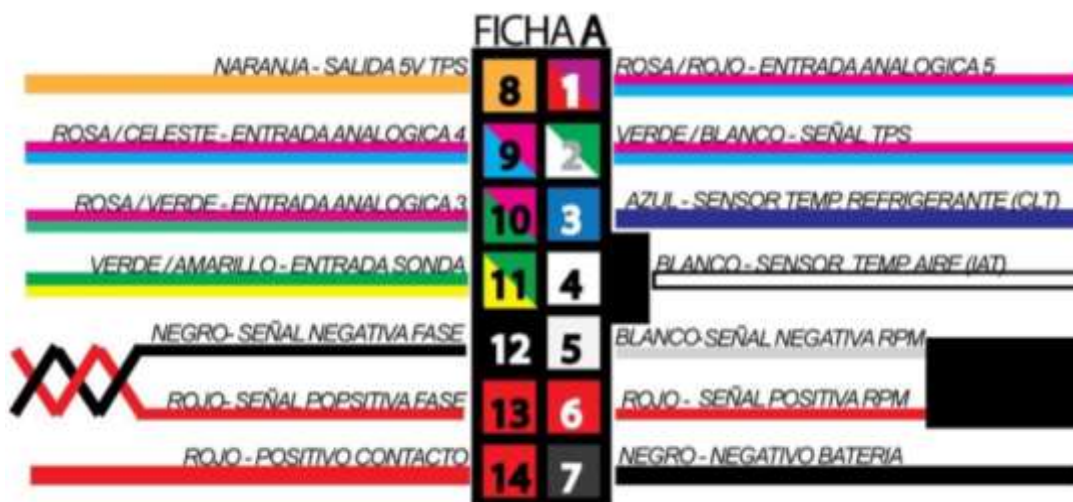 FICHA A
NARANJA - SALIDA 5V TPS
8
1
ROSA / ROJO - ENTRADA ANALOGICA 5
ROSA / CELESTE - ENTRADA ANALOGICA 4
9
2
VERDE / BLANCO - SEÑAL TPS
ROSA / VERDE - ENTRADA ANALOGICA 3
10
3
AZUL - SENSOR TEMP REFRIGERANTE (CLT)
VERDE / AMARILLO - ENTRADA SONDA
11
4
BLANCO - SENSOR TEMP AIRE (IAT)
NEGRO- SEÑAL NEGATIVA FASE
12
5
BLANCO-SEÑAL NEGATIVA RPM
ROJO- SEÑAL POPSITIVA FASE
13
6
ROJO - SEÑAL POSITIVA RPM
ROJO - POSITIVO CONTACTO
14
7
NEGRO - NEGATIVO BATERIA